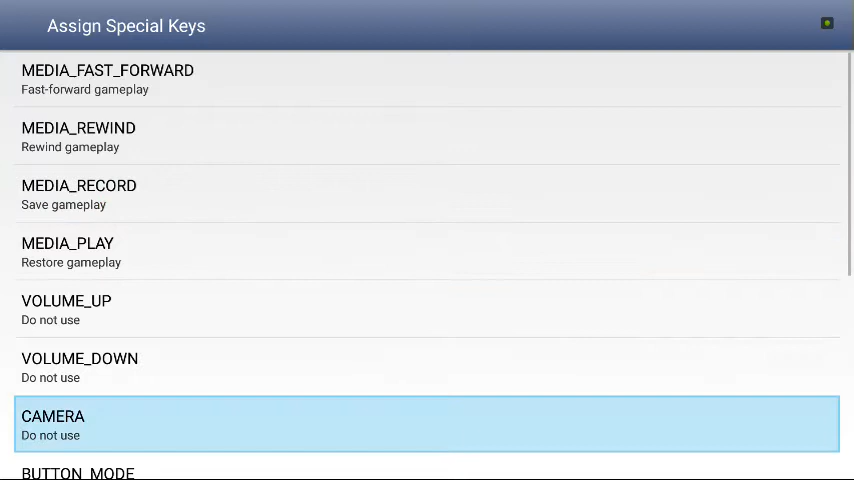 Assign Special Keys
MEDIA_FAST_FORWARD
Fast-forward gameplay
MEDIA_REWIND
Rewind gameplay
MEDIA_RECORD
Save gameplay
MEDIA_PLAY
Restore gameplay
VOLUME_UP
Do not use
VOLUME_DOWN
Do not use
CAMERA
Do not use
BUTTON_MODE